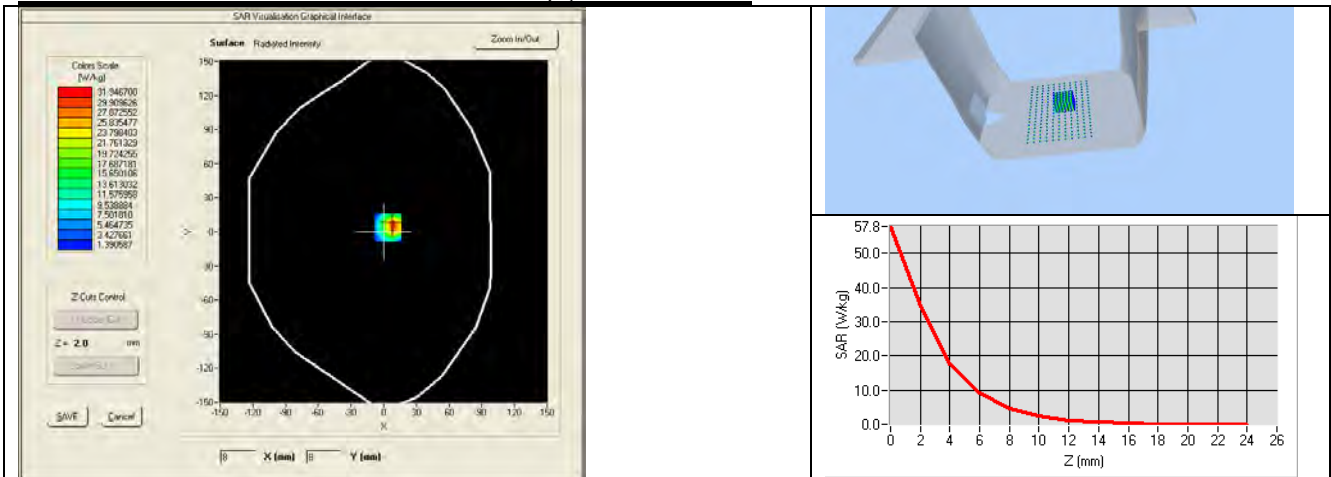 SAR Visualisation Graphical Interface
Surface Radiated Intensity
Zoom In/Out
Colors Scale
[W/kg]
31.946700
29.909626
27.872552
25.835477
23.798403
21.761329
19.724255
17.687181
15.650106
13.613032
11.575958
9.538884
7.501810
5.464735
3.427661
1.390587
150-
120-
90-
60-
30-
0-
-30-
-60-
-90-
-120-
-150-
Y
-150 -120 -90 -60 -30 0 30 60 90 120 150
X
Z Cuts Control
Z = 2.0 mm
SAVE Cancel
8 X (mm) 8 Y (mm)
57.8-
50.0-
40.0-
30.0-
20.0-
10.0-
0.0-
SAR (W/kg)
0 2 4 6 8 10 12 14 16 18 20 22 24 26
Z (mm)